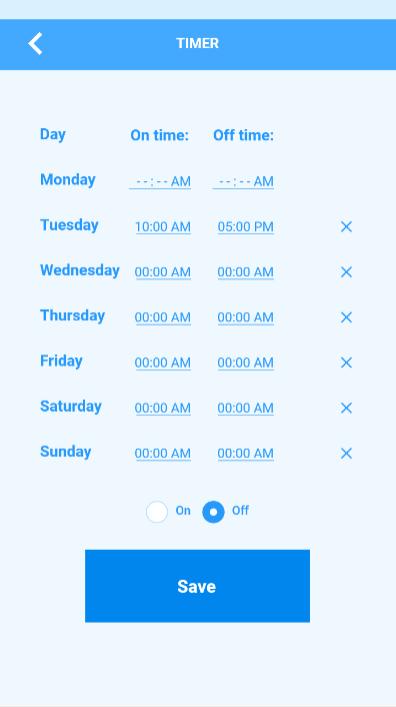 TIMER
Day On time: Off time:
Monday --:-- AM --:-- AM
Tuesday 10:00 AM 05:00 PM
Wednesday 00:00 AM 00:00 AM
Thursday 00:00 AM 00:00 AM
Friday 00:00 AM 00:00 AM
Saturday 00:00 AM 00:00 AM
Sunday 00:00 AM 00:00 AM
On Off
Save